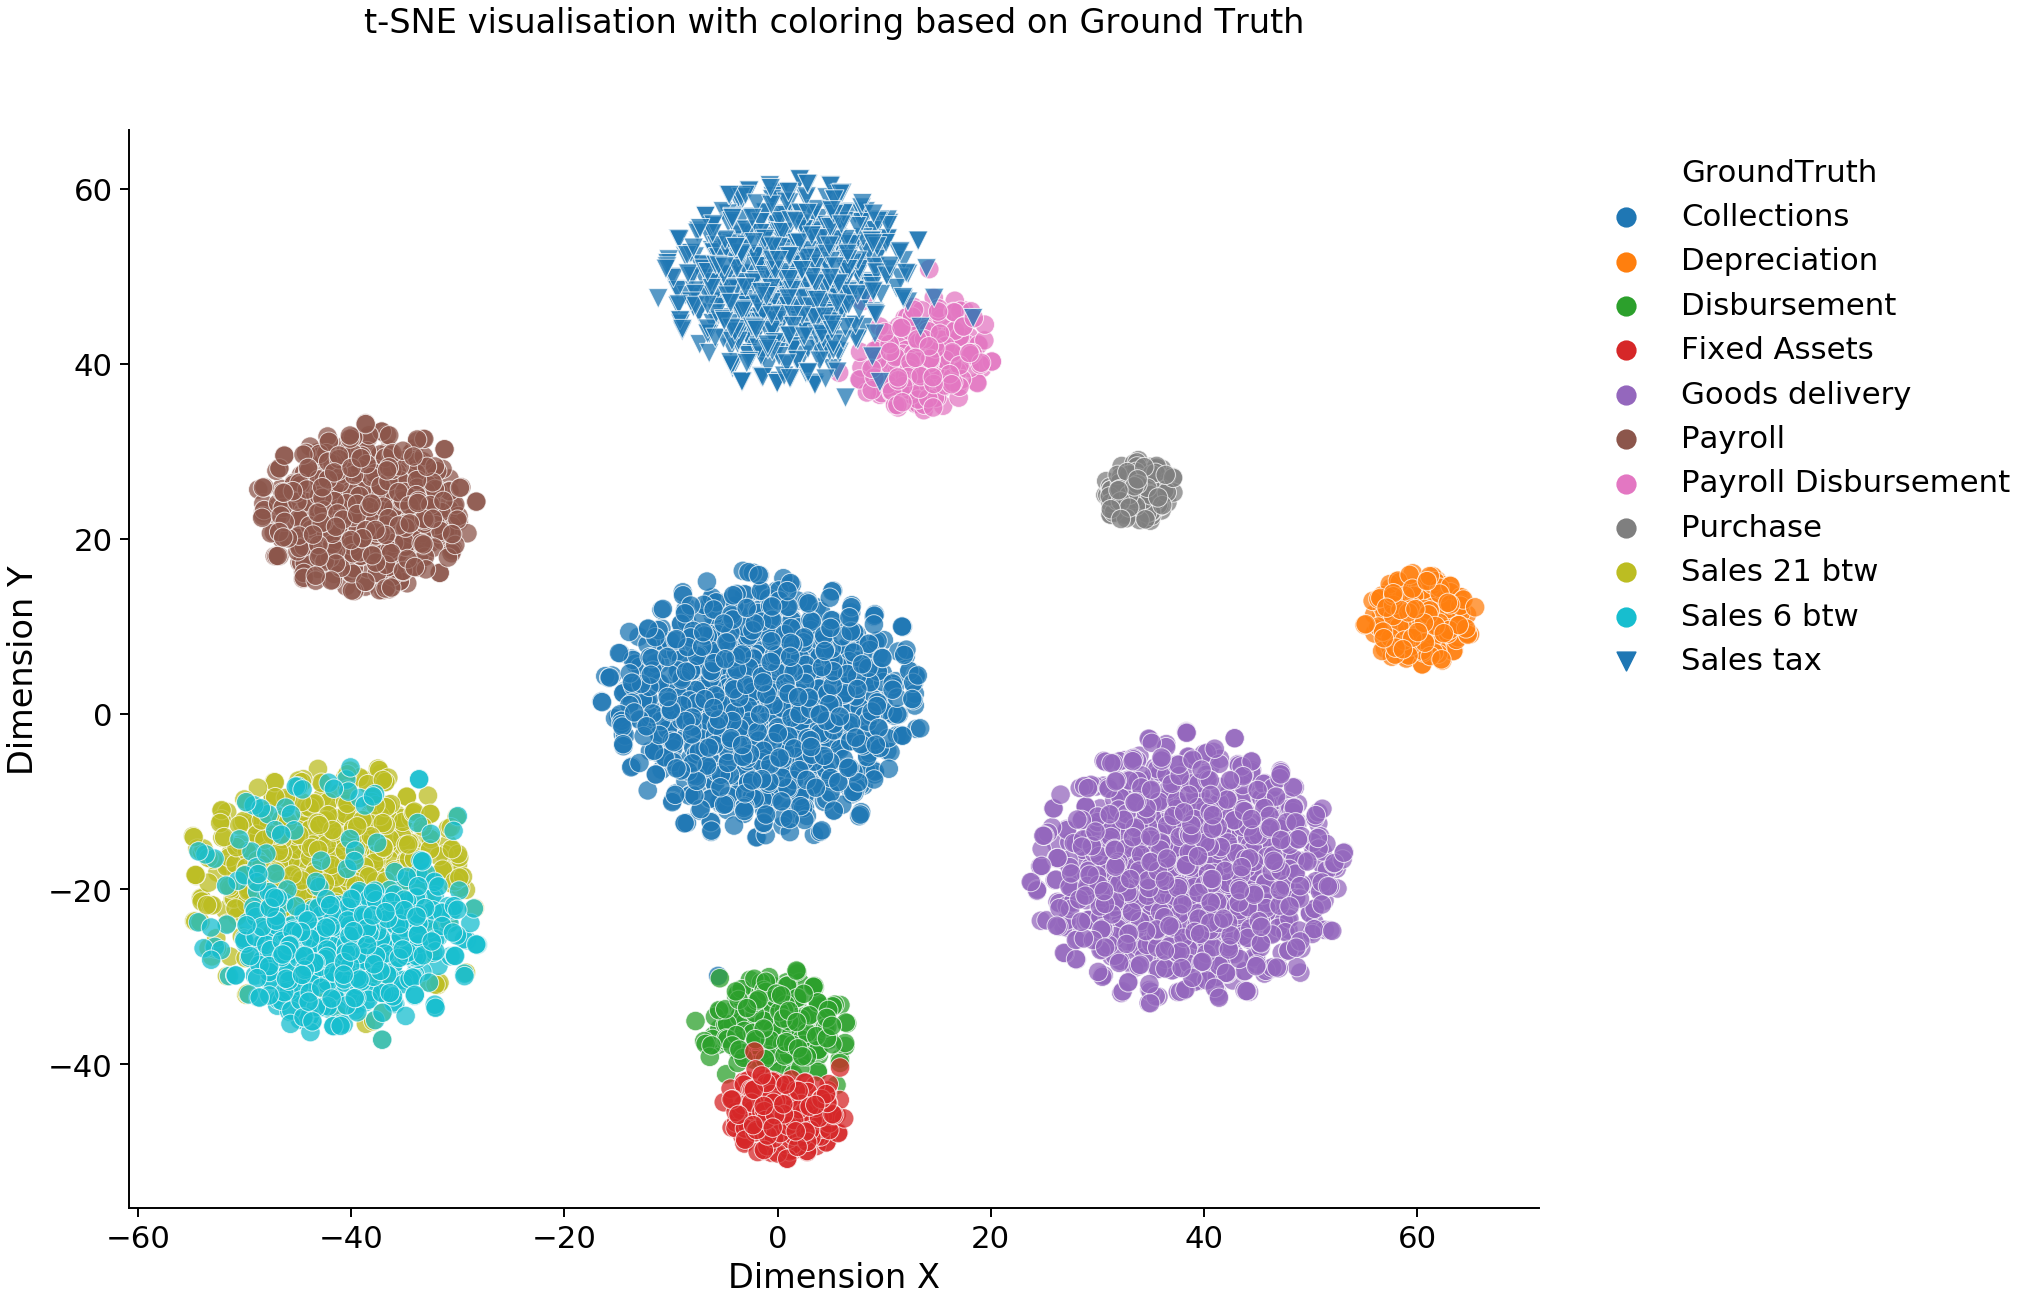 t-SNE visualisation with coloring based on Ground Truth
GroundTruth
Collections
Depreciation
Disbursement
Fixed Assets
Goods delivery
Payroll
Payroll Disbursement
Purchase
Sales 21 btw
Sales 6 btw
Sales tax
Dimension Y
60
40
20
0
−20
−40
−60 −40 −20 0 20 40 60
Dimension X